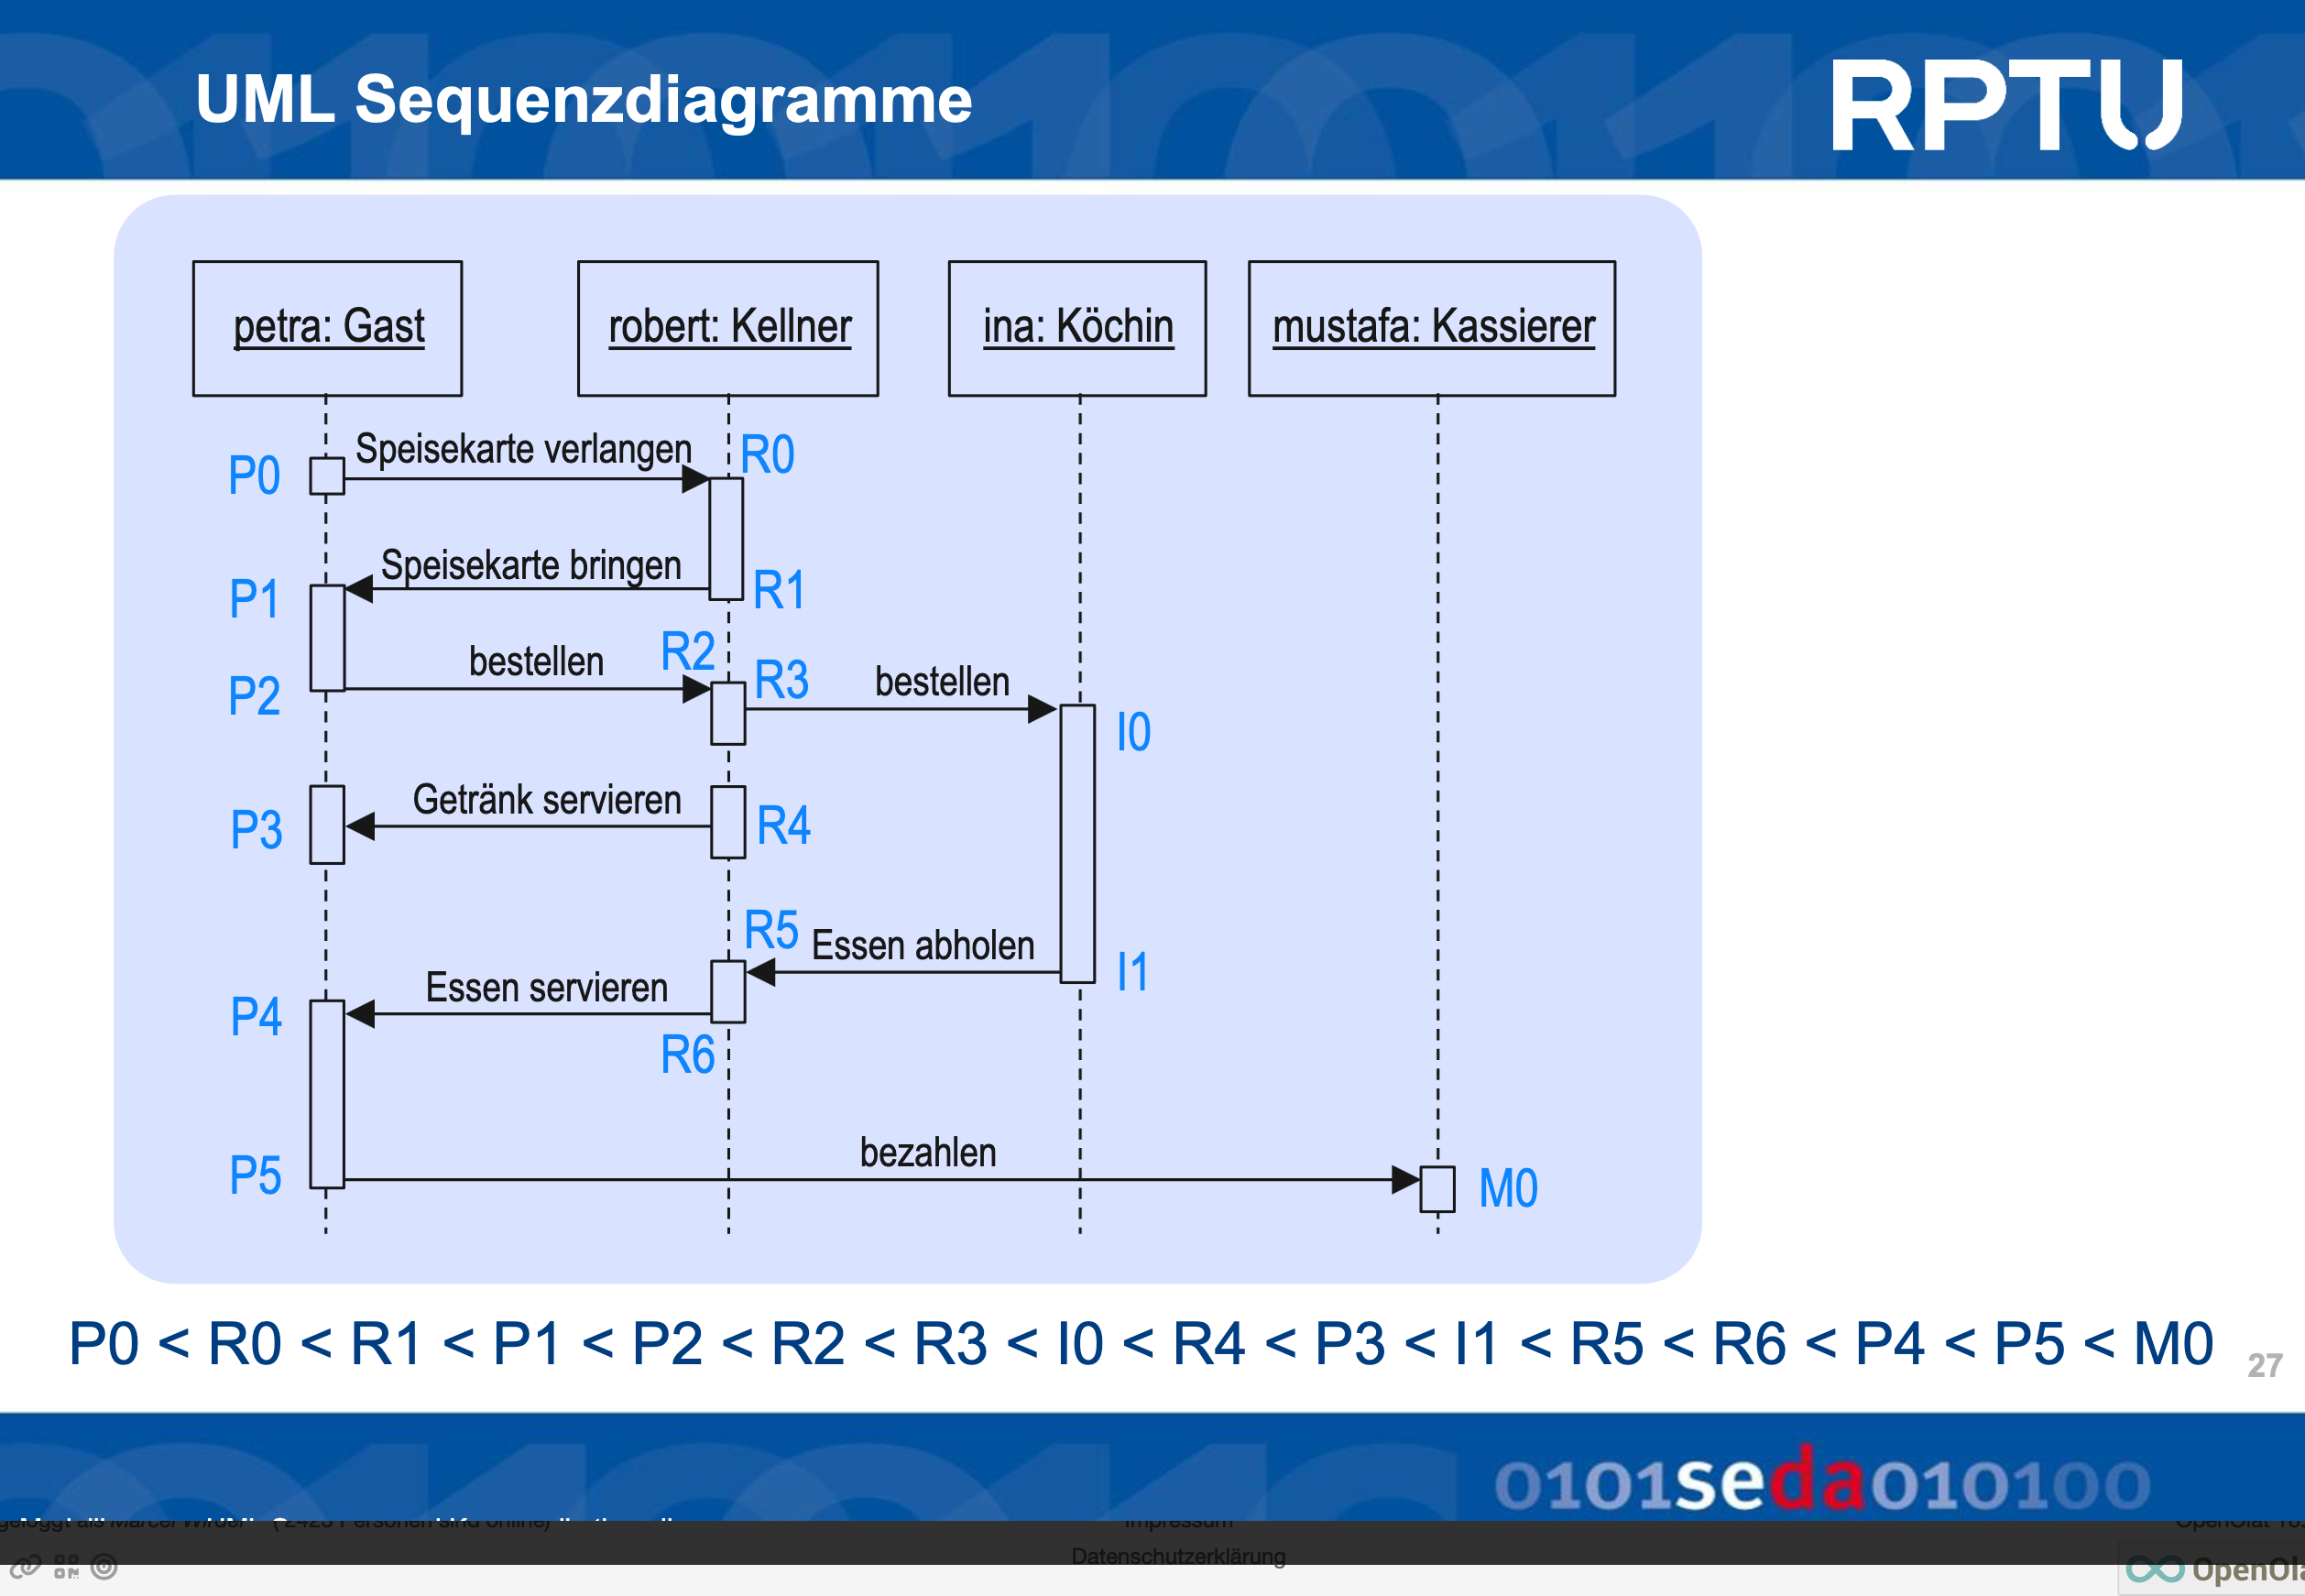 UML Sequenzdiagramme
RPTU
petra: Gast
robert: Kellner
ina: Köchin
mustafa: Kassierer
Speisekarte verlangen
R0
P0
Speisekarte bringen
P1
R1
bestellen
R2
R3
bestellen
P2
I0
Getränk servieren
P3
R4
R5
Essen abholen
I1
Essen servieren
P4
R6
bezahlen
P5
M0
P0 < R0 < R1 < P1 < P2 < R2 < R3 < I0 < R4 < P3 < I1 < R5 < R6 < P4 < P5 < M0
27
0101seda010100
Impressum
Datenschutzerklärung